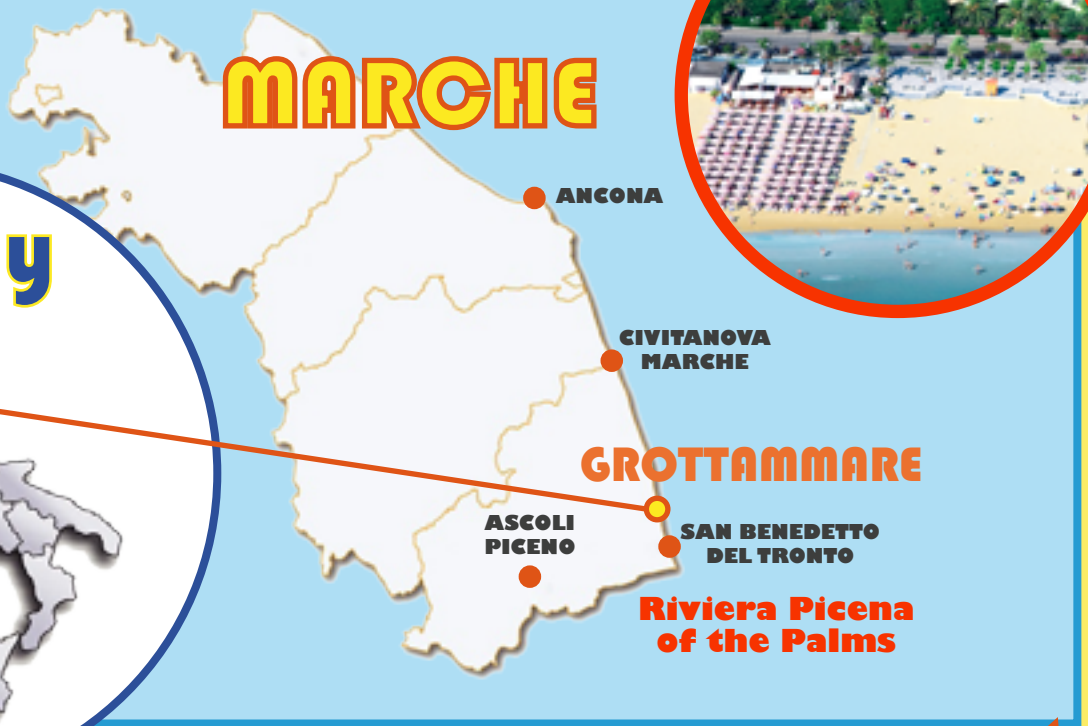 MARCHE
ANCONA
y
CIVITANOVA
MARCHE
GROTTAMMARE
ASCOLI
PICENO
SAN BENEDETTO
DEL TRONTO
Riviera Picena
of the Palms